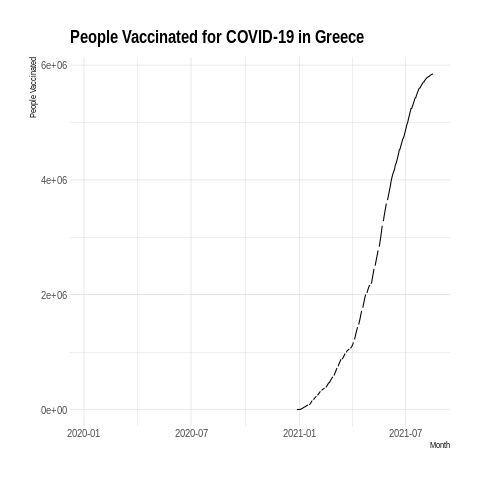 People Vaccinated for COVID-19 in Greece
People Vaccinated
6e+06
4e+06
2e+06
0e+00
2020-01 2020-07 2021-01 2021-07
Month